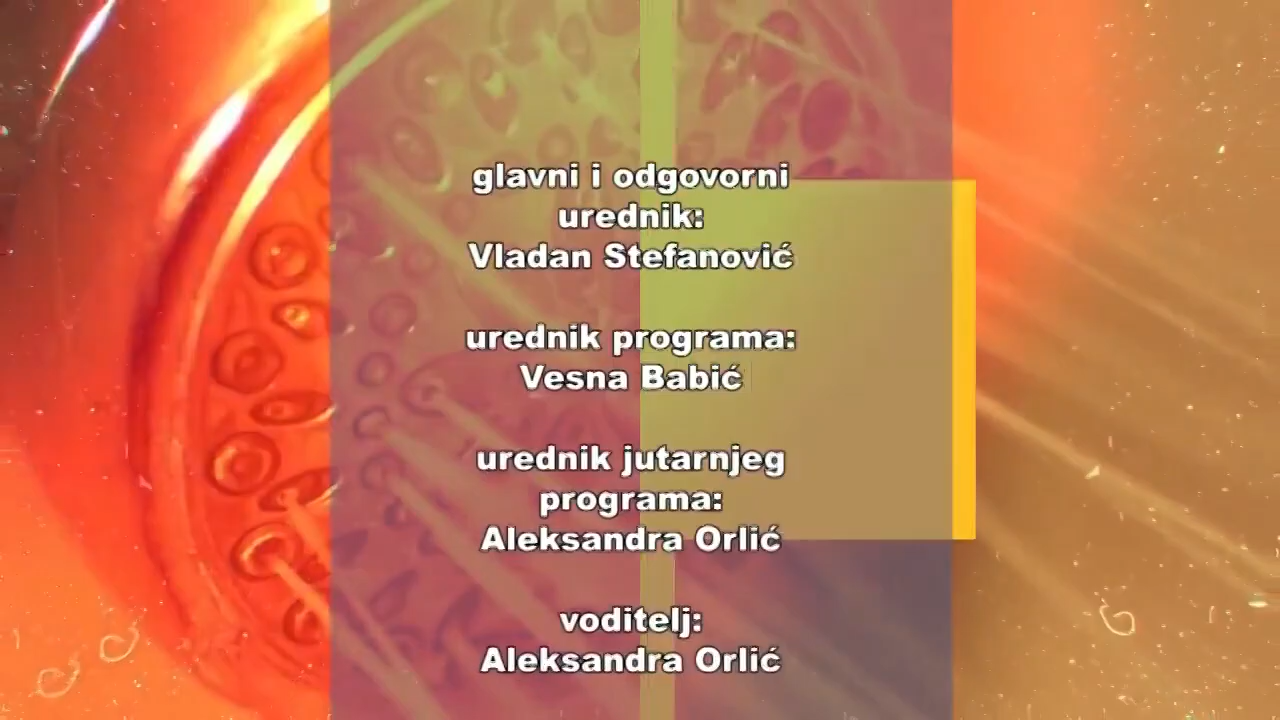 glavni i odgovorni
urednik:
Vladan Stefanović
urednik programa:
Vesna Babić
urednik jutarnjeg
programa:
Aleksandra Orlić
voditelj:
Aleksandra Orlić